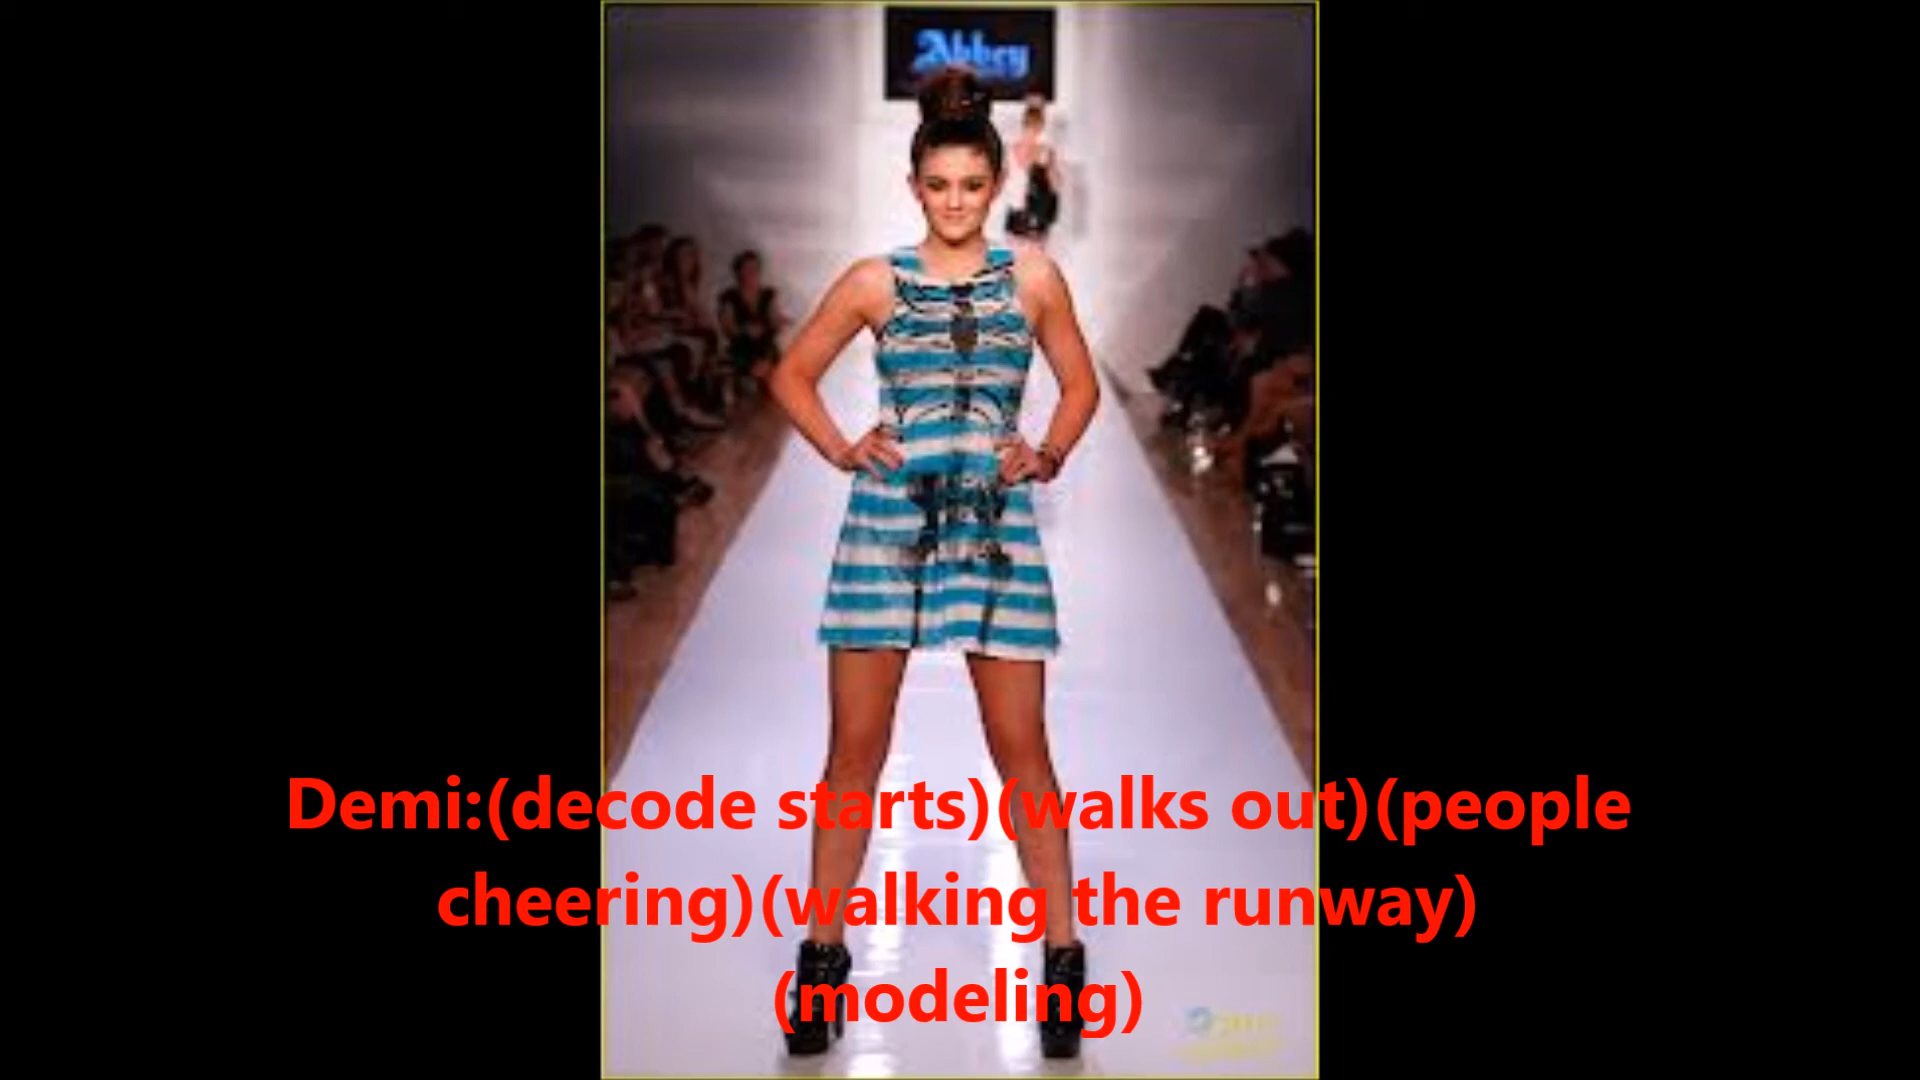 Abbey
Demi:(decode starts)(walks out)(people
cheering)(walking the runway)
(modeling)